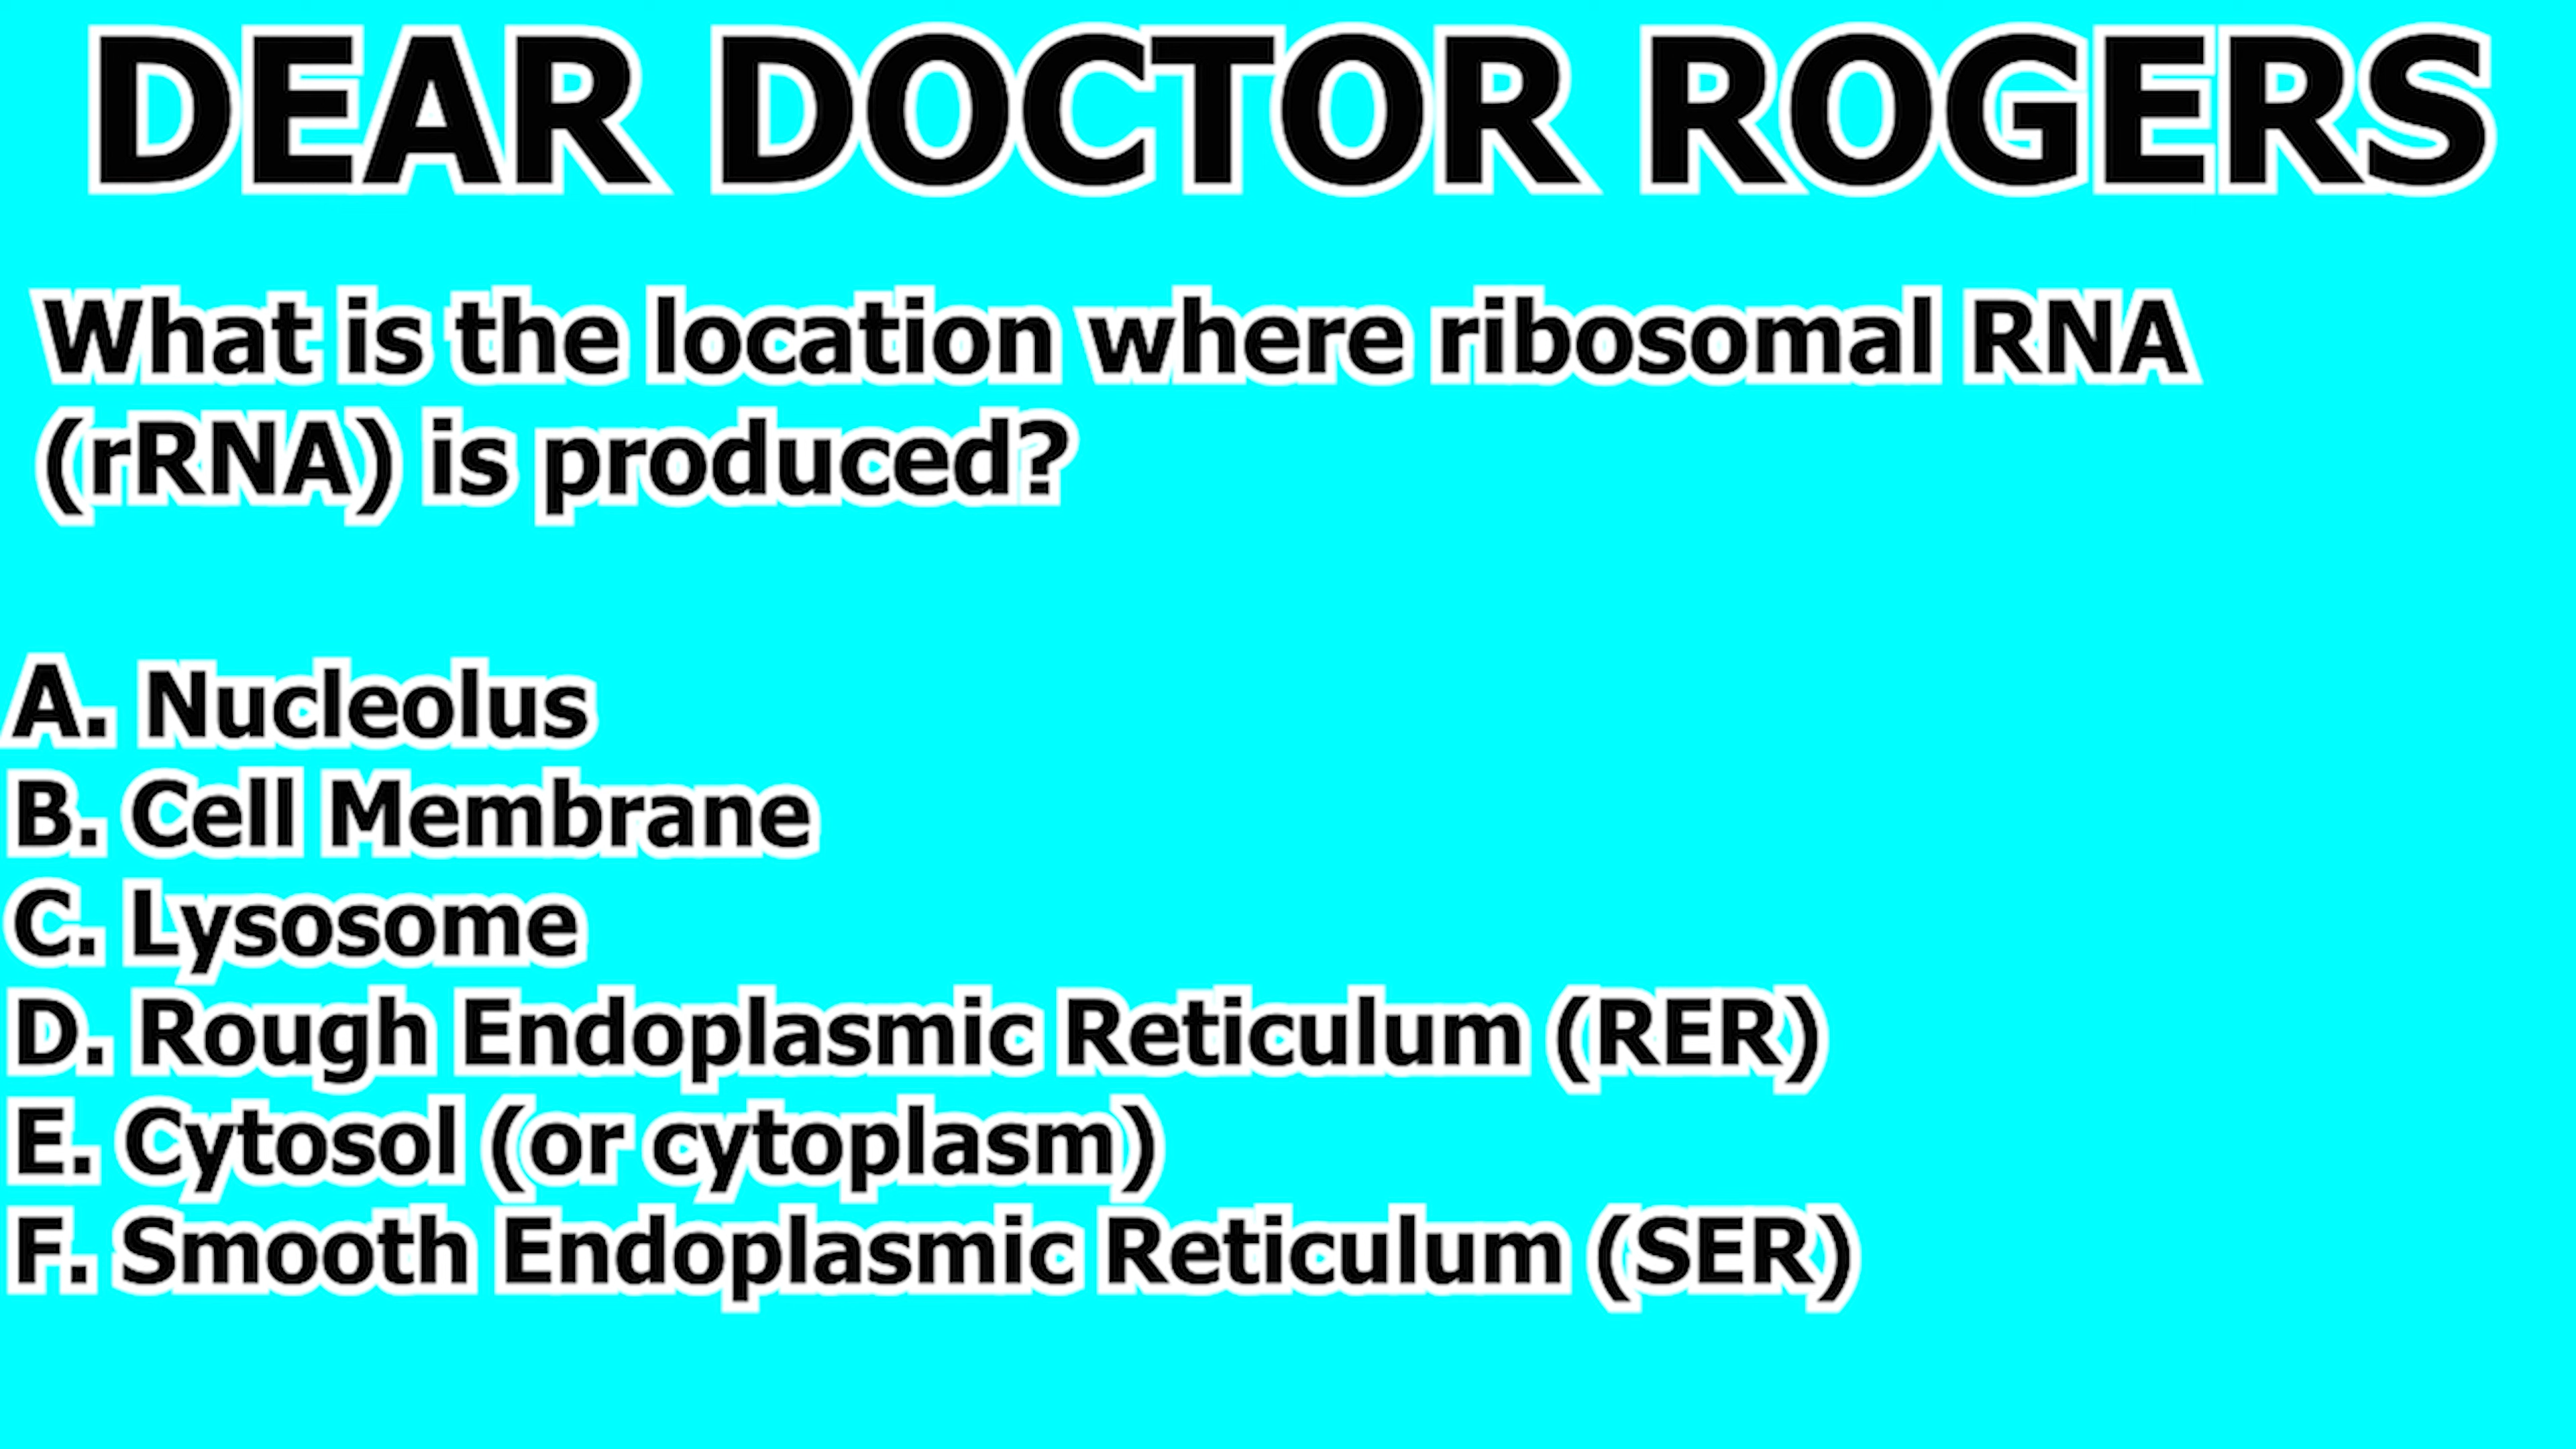 DEAR DOCTOR ROGERS
What is the location where ribosomal RNA
(rRNA) is produced?
A. Nucleolus
B. Cell Membrane
C. Lysosome
D. Rough Endoplasmic Reticulum (RER)
E. Cytosol (or cytoplasm)
F. Smooth Endoplasmic Reticulum (SER)